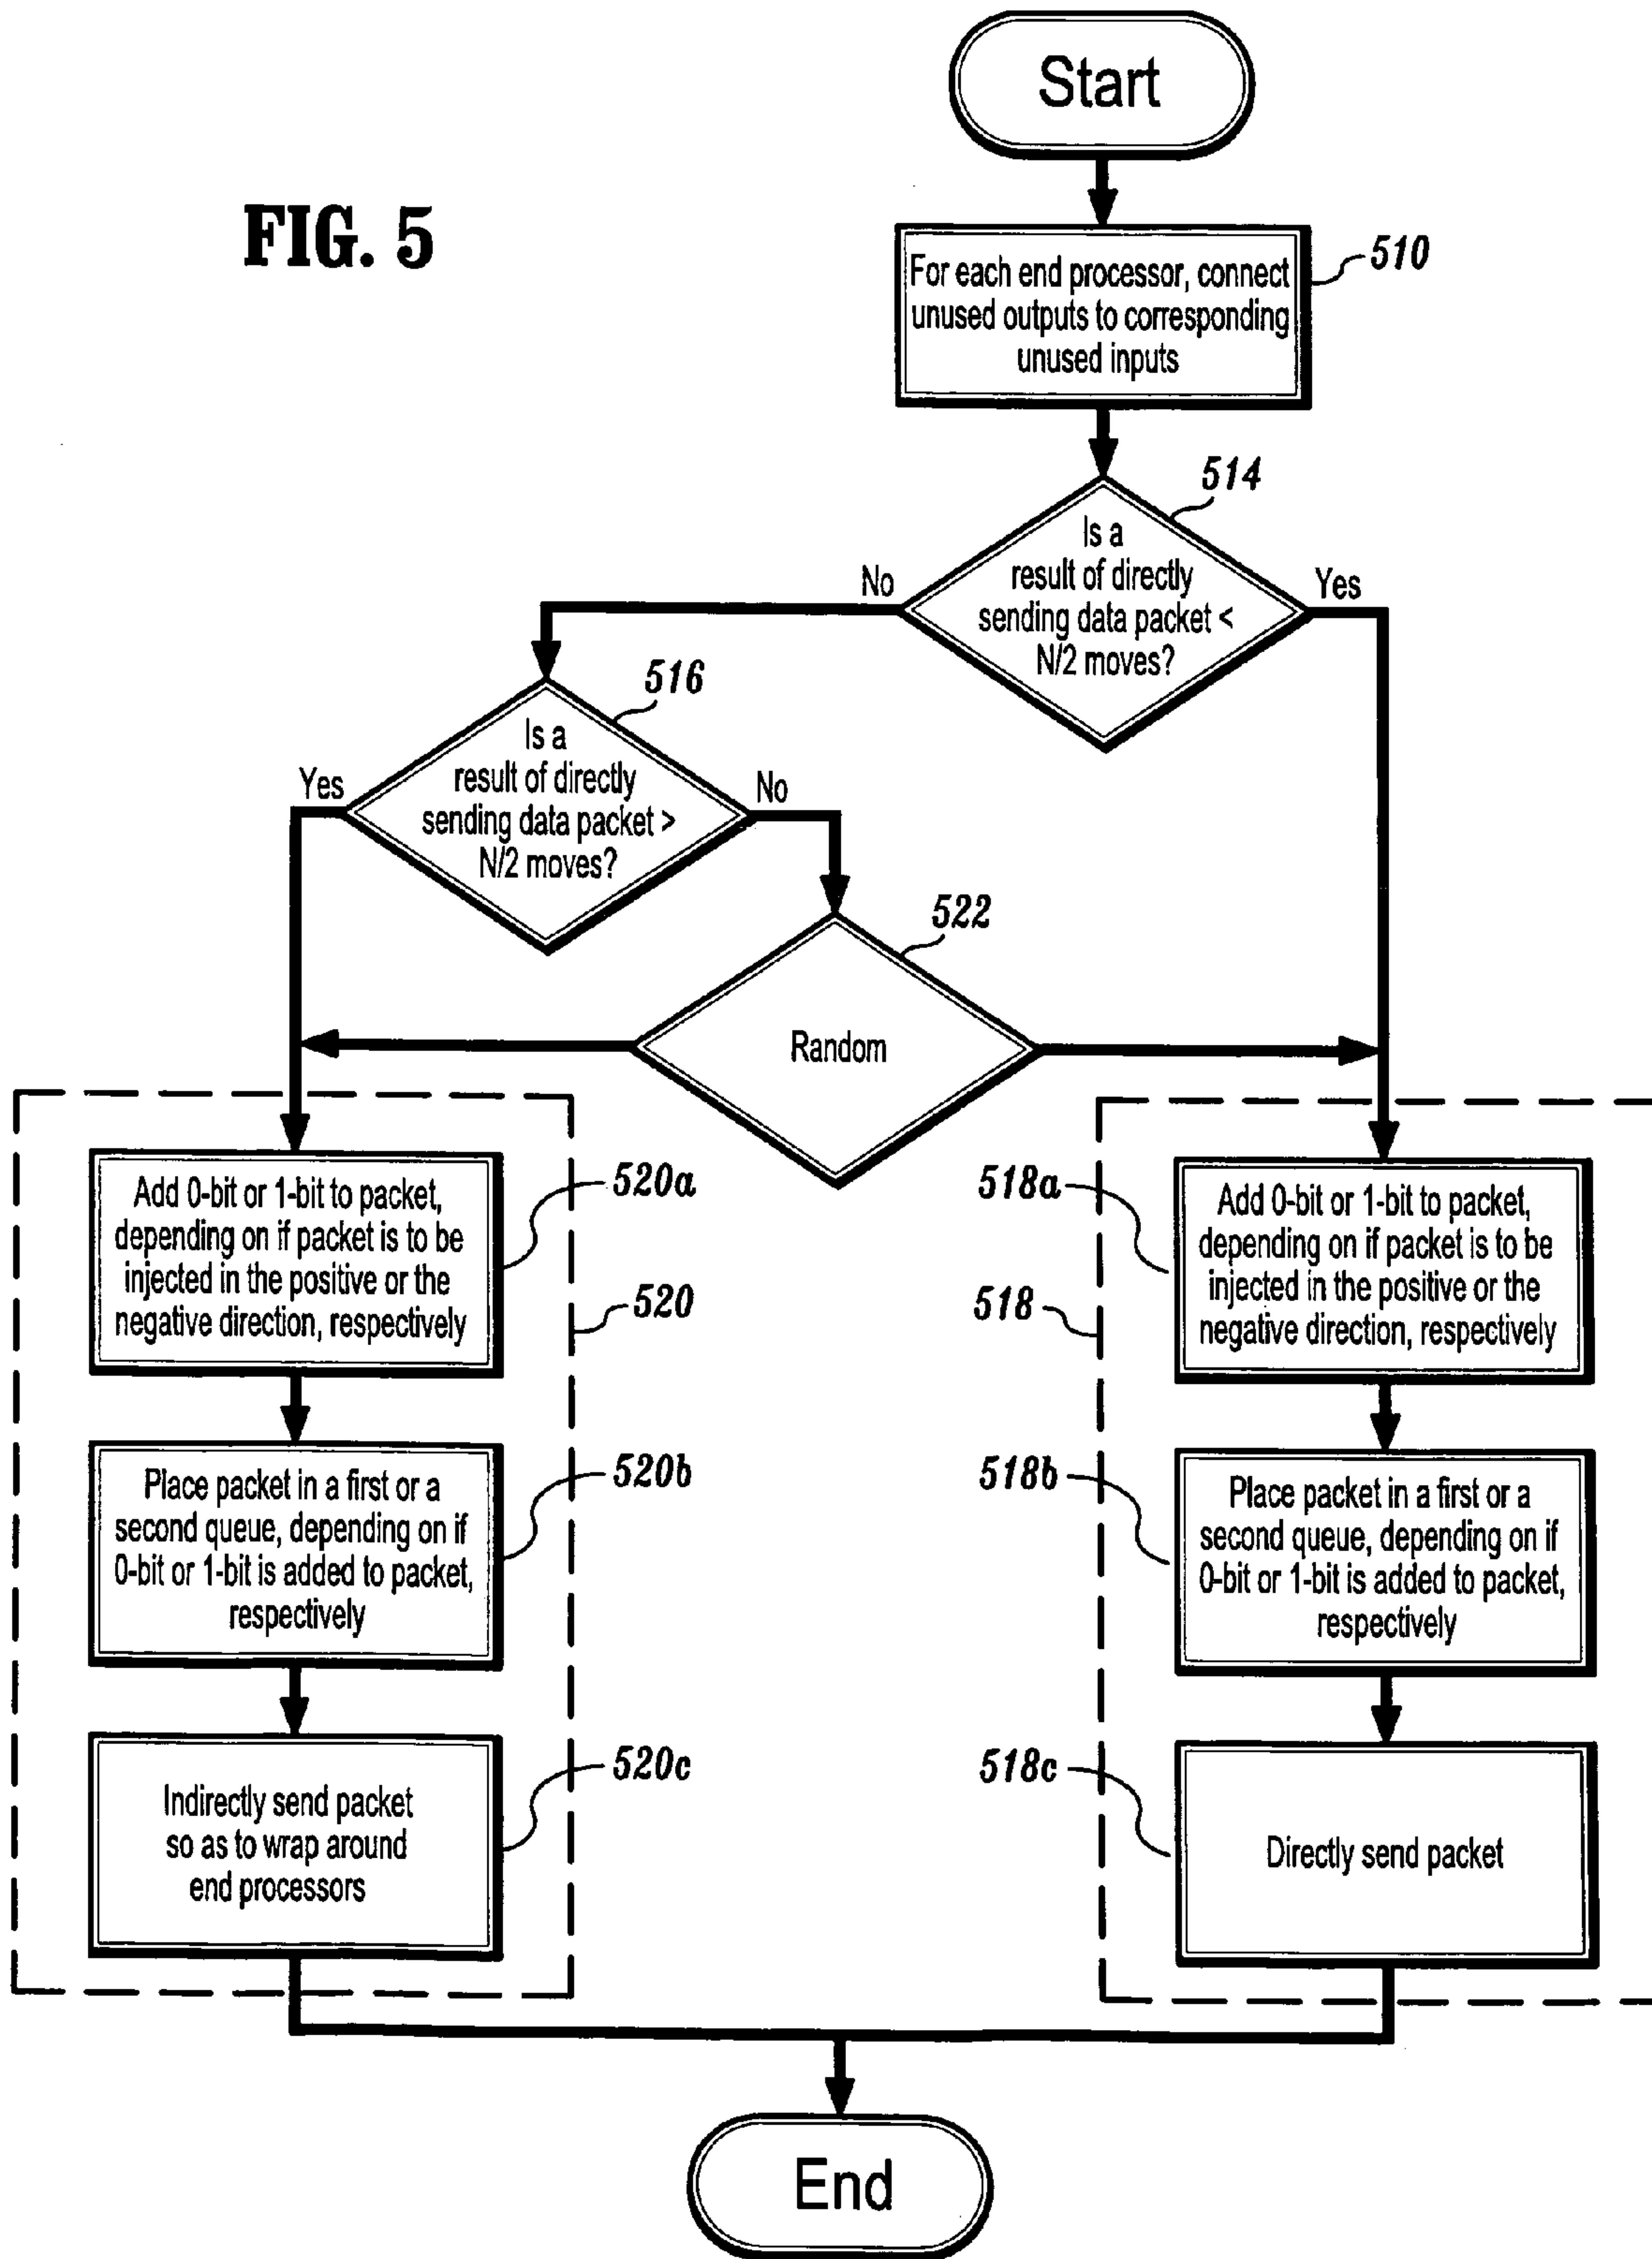 Start
FIG. 5
510
For each end processor, connect
unused outputs to corresponding
unused inputs
514
Is a
result of directly
sending data packet <
N/2 moves?
No
Yes
516
Is a
result of directly
sending data packet >
N/2 moves?
Yes
No
522
Random
Add 0-bit or 1-bit to packet,
depending on if packet is to be
injected in the positive or the
negative direction, respectively
520a
520
Place packet in a first or a
second queue, depending on if
0-bit or 1-bit is added to packet,
respectively
520b
Indirectly send packet
so as to wrap around
end processors
520c
518a
Add 0-bit or 1-bit to packet,
depending on if packet is to be
injected in the positive or the
negative direction, respectively
518
518b
Place packet in a first or a
second queue, depending on if
0-bit or 1-bit is added to packet,
respectively
518c
Directly send packet
End